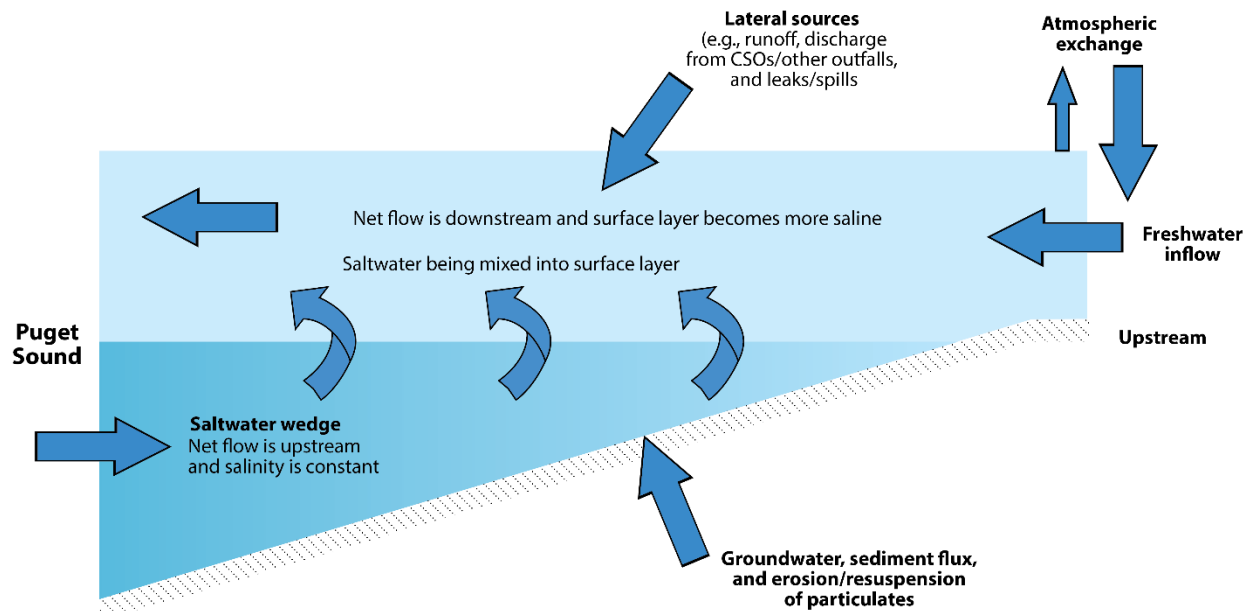 Lateral sources
(e.g., runoff, discharge
from CSOs/other outfalls,
and leaks/spills
Atmospheric
exchange
Net flow is downstream and surface layer becomes more saline
Freshwater
inflow
Saltwater being mixed into surface layer
Puget
Sound
Upstream
Saltwater wedge
Net flow is upstream
and salinity is constant
Groundwater, sediment flux,
and erosion/resuspension
of particulates